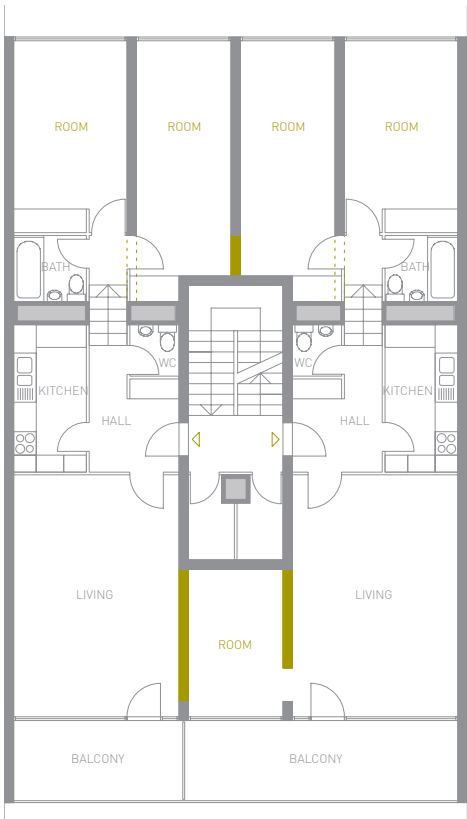 ROOM ROOM ROOM ROOM
BATH BATH
WC WC
KITCHEN KITCHEN
HALL HALL
LIVING LIVING
ROOM
BALCONY BALCONY